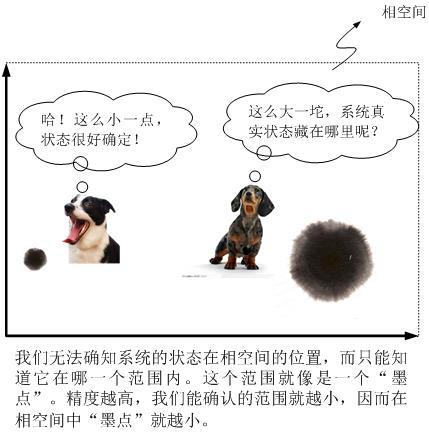 相空间
哈！这么小一点，
状态很好确定！
这么大一坨，系统真
实状态藏在哪里呢？
我们无法确知系统的状态在相空间的位置，而只能知
道它在哪一个范围内。这个范围就像是一个“墨
点”。精度越高，我们能确认的范围就越小，因而在
相空间中“墨点”就越小。